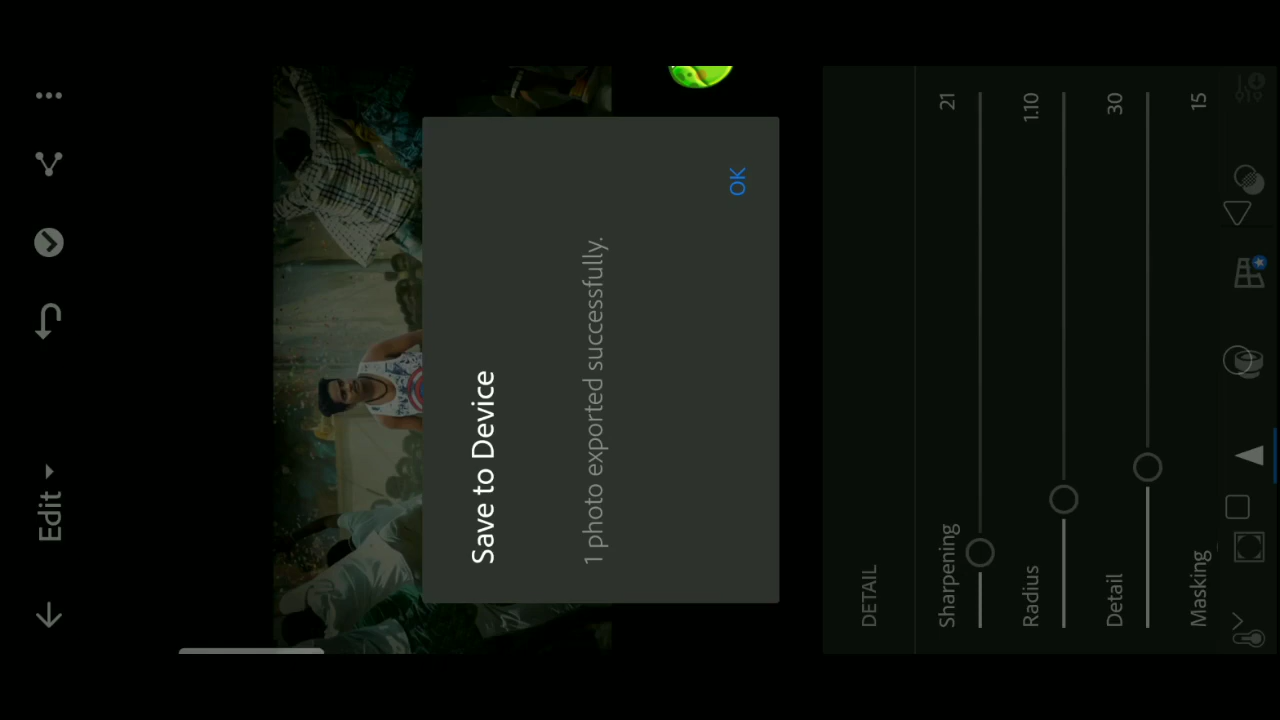 Edit
Save to Device
1 photo exported successfully.
OK
DETAIL
Sharpening 21
Radius 1.10
Detail 30
Masking 15